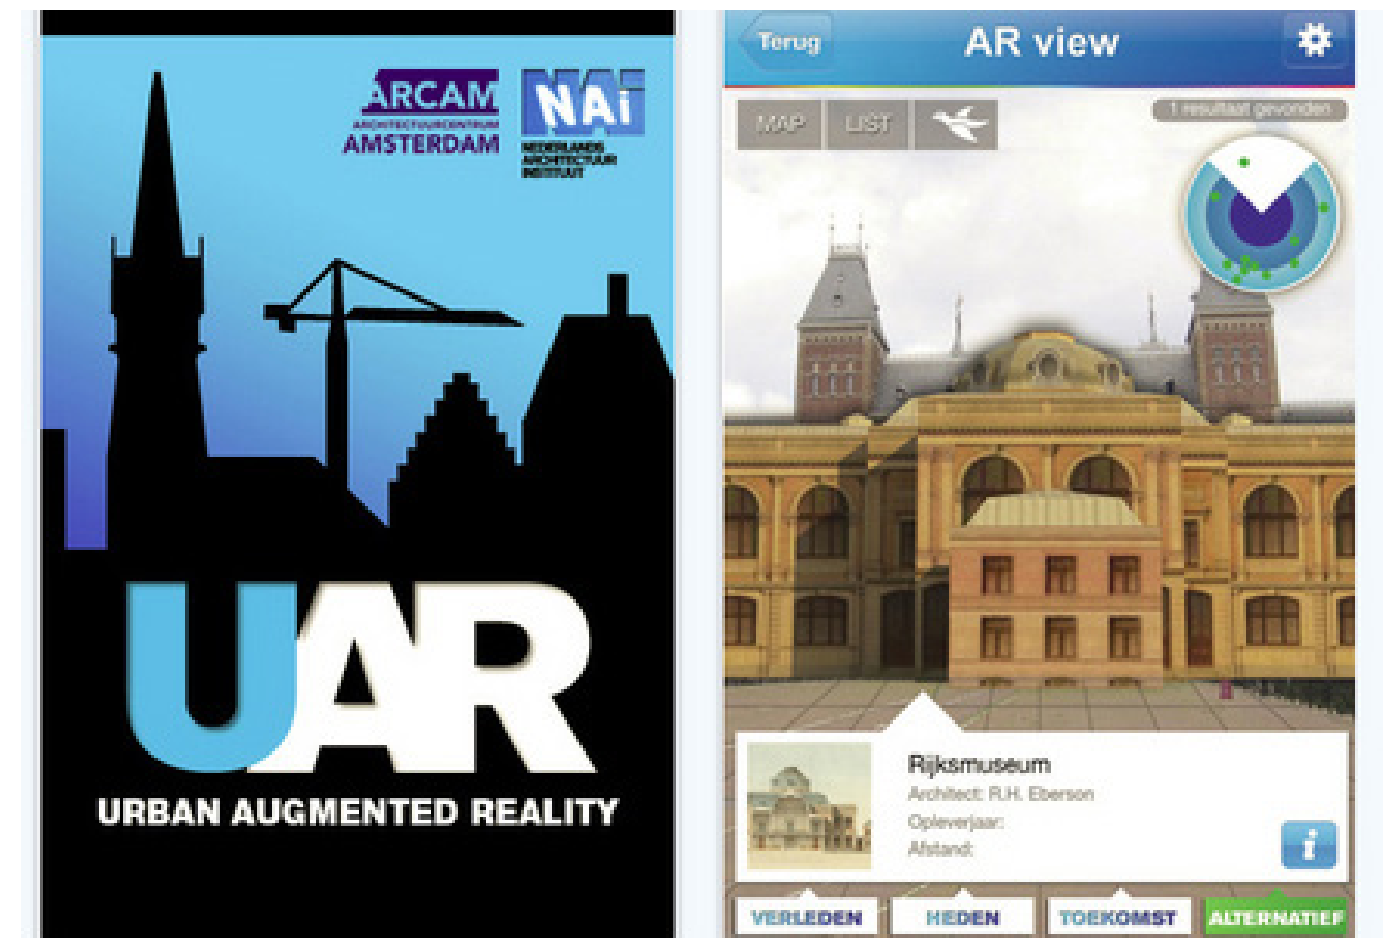 ARCAM
ARCHITECTUURCENTRUM
AMSTERDAM
NAi
NEDERLANDS
ARCHITECTUUR
INSTITUUT
UAR
URBAN AUGMENTED REALITY
Terug
AR view
MAP
LIST
1 resultaat gevonden
Rijksmuseum
Architect: R.H. Eberson
Opleverjaar:
Afstand:
i
VERLEDEN
HEDEN
TOEKOMST
ALTERNATIEF